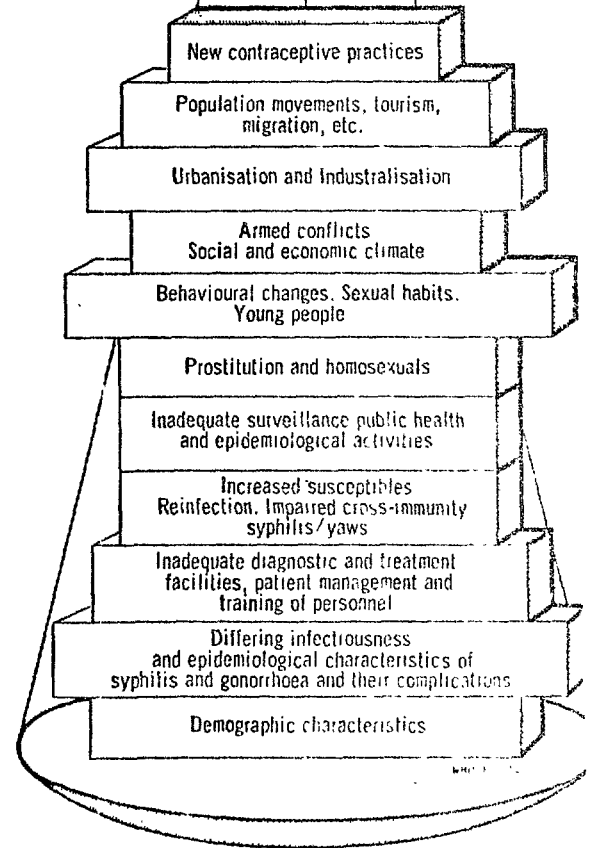 New contraceptive practices
Population movements, tourism,
migration, etc.
Urbanisation and Industralisation
Armed conflicts
Social and economic climate
Behavioural changes. Sexual habits.
Young people
Prostitution and homosexuals
Inadequate surveillance public health
and epidemiological activities
Increased susceptibles
Reinfection. Impaired cross-immunity
syphilis/yaws
Inadequate diagnostic and treatment
facilities, patient management and
training of personnel
Differing infectiousness
and epidemiological characteristics of
syphilis and gonorrhoea and their complications
Demographic characteristics